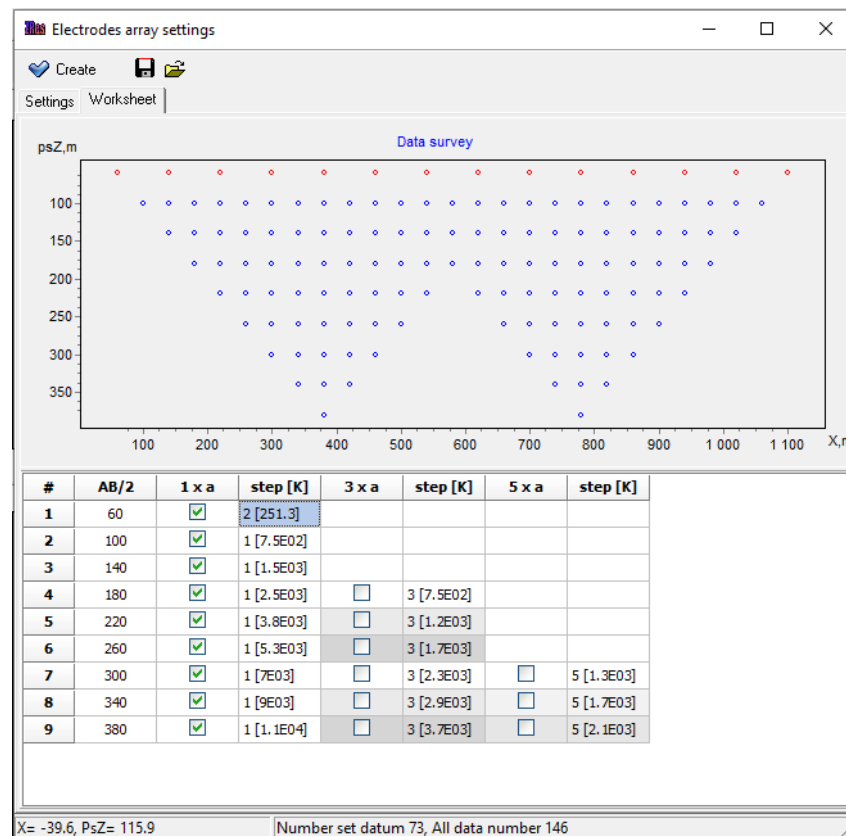 Electrodes array settings
Create
Settings Worksheet
Data survey
psZ,m
100
150
200
250
300
350
100 200 300 400 500 600 700 800 900 1 000 1 100 X,
# AB/2 1 x a step [K] 3 x a step [K] 5 x a step [K]
1 60 2 [251.3]
2 100 1 [7.5E02]
3 140 1 [1.5E03]
4 180 1 [2.5E03] 3 [7.5E02]
5 220 1 [3.8E03] 3 [1.2E03]
6 260 1 [5.3E03] 3 [1.7E03]
7 300 1 [7E03] 3 [2.3E03] 5 [1.3E03]
8 340 1 [9E03] 3 [2.9E03] 5 [1.7E03]
9 380 1 [1.1E04] 3 [3.7E03] 5 [2.1E03]
X= -39.6, PsZ= 115.9 Number set datum 73, All data number 146